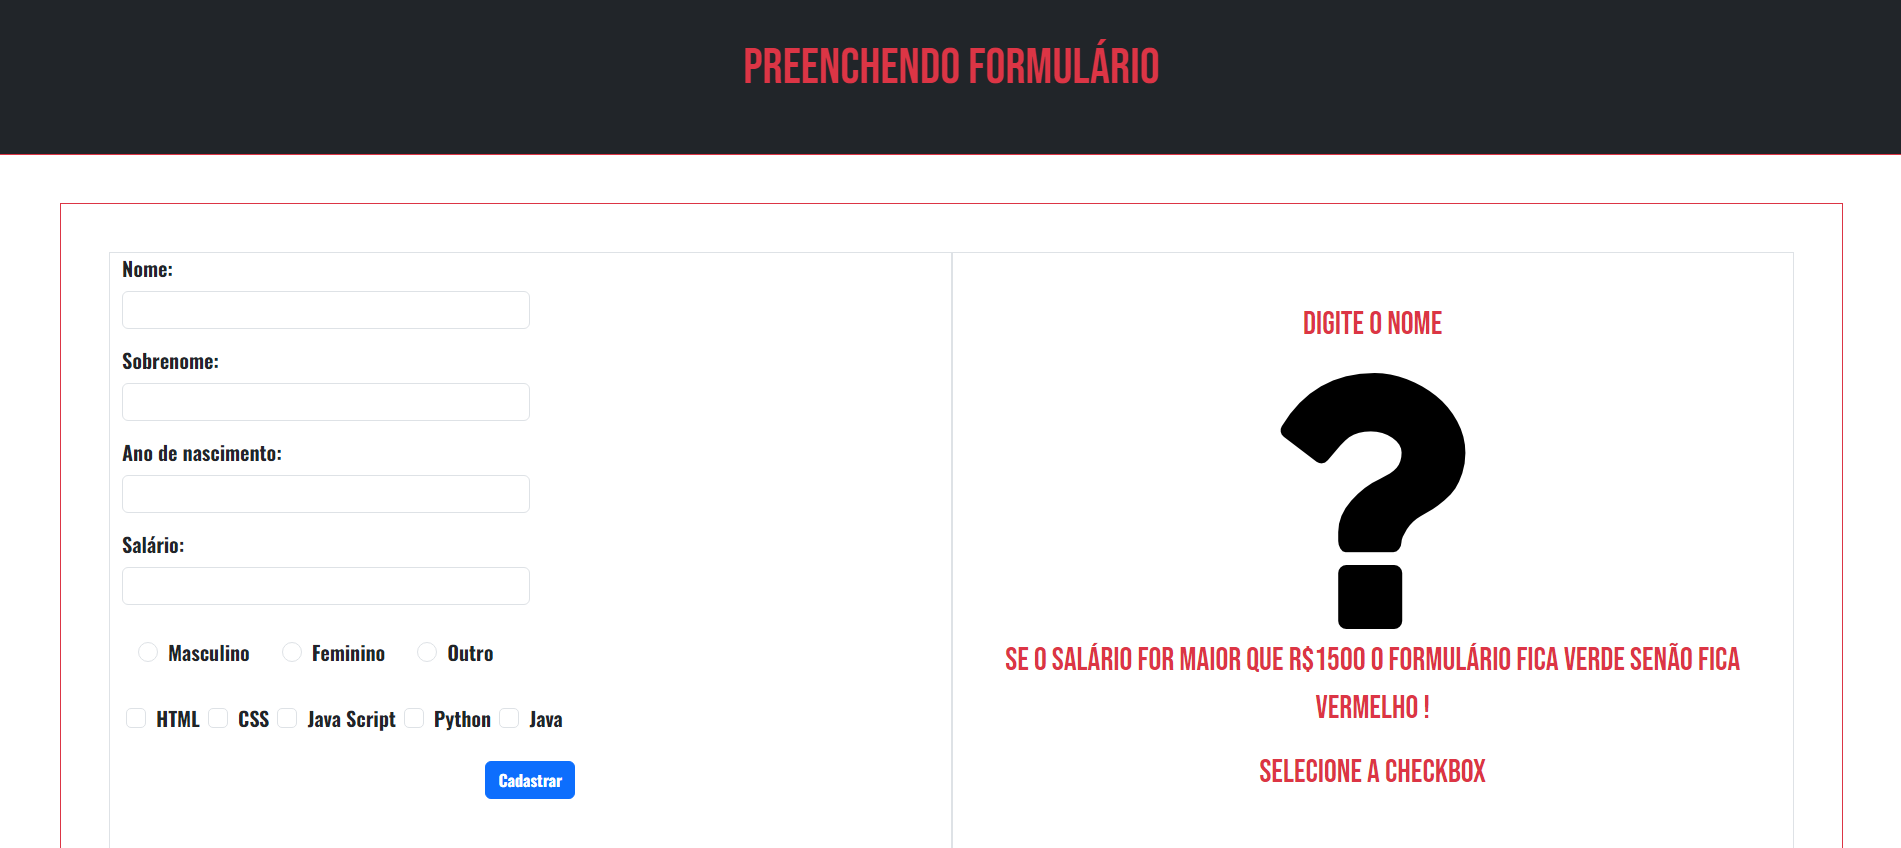 PREENCHENDO FORMULÁRIO
Nome:
Sobrenome:
Ano de nascimento:
Salário:
Masculino Feminino Outro
HTML CSS Java Script Python Java
Cadastrar
DIGITE O NOME
?
SE O SALÁRIO FOR MAIOR QUE R$1500 O FORMULÁRIO FICA VERDE SENÃO FICA
VERMELHO !
SELECIONE A CHECKBOX